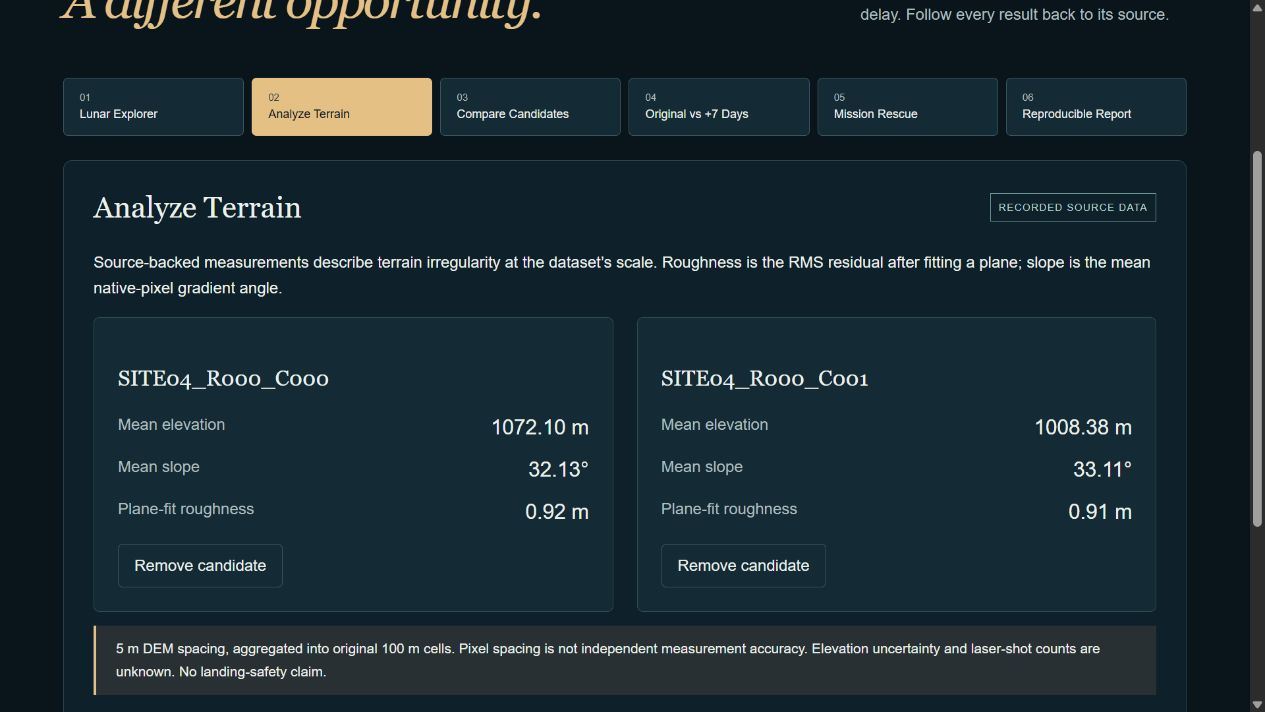 A different opportunity.
delay. Follow every result back to its source.
01
Lunar Explorer
02
Analyze Terrain
03
Compare Candidates
04
Original vs +7 Days
05
Mission Rescue
06
Reproducible Report
Analyze Terrain
RECORDED SOURCE DATA
Source-backed measurements describe terrain irregularity at the dataset's scale. Roughness is the RMS residual after fitting a plane; slope is the mean
native-pixel gradient angle.
SITE04_R000_C000
Mean elevation
1072.10 m
Mean slope
32.13°
Plane-fit roughness
0.92 m
Remove candidate
SITE04_R000_C001
Mean elevation
1008.38 m
Mean slope
33.11°
Plane-fit roughness
0.91 m
Remove candidate
5 m DEM spacing, aggregated into original 100 m cells. Pixel spacing is not independent measurement accuracy. Elevation uncertainty and laser-shot counts are
unknown. No landing-safety claim.